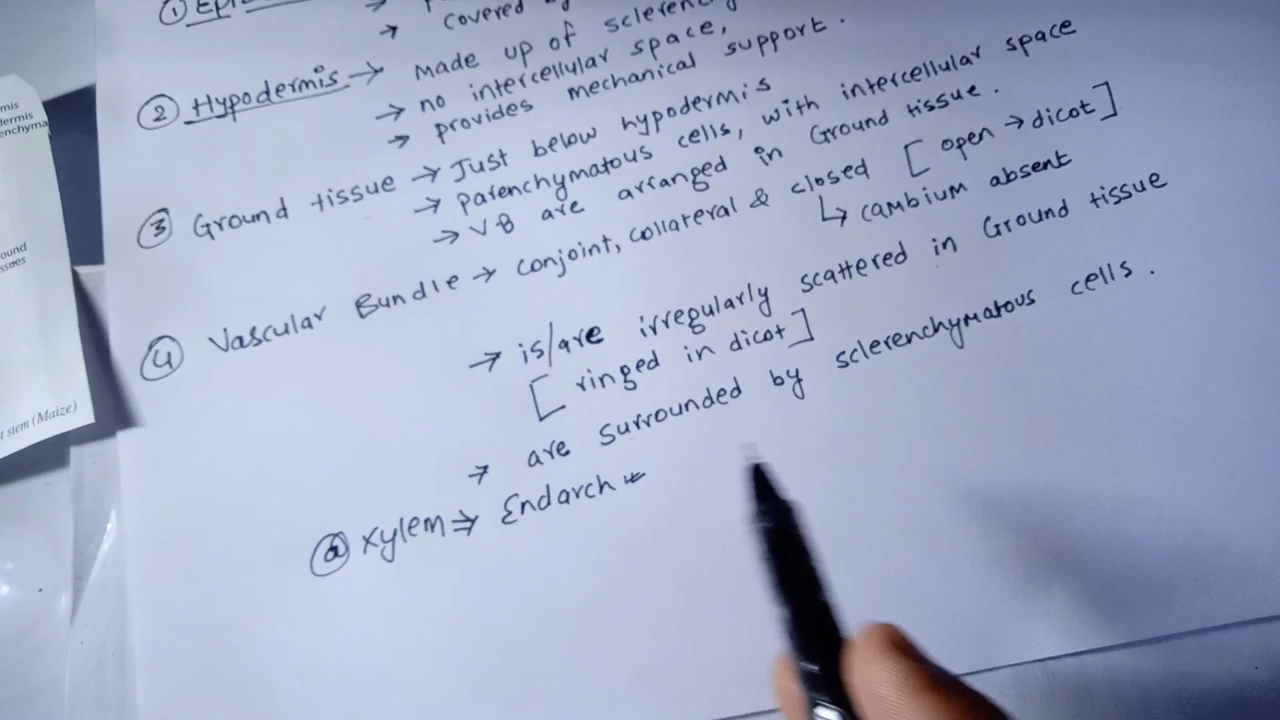 ① Epi
→ covered
② Hypodermis → Made up of scleren
→ no intercellular space,
→ provides mechanical support.
③ Ground tissue → Just below hypodermis
→ parenchymatous cells, with intercellular space
→ VB are arranged in Ground tissue.
④ Vascular Bundle → conjoint, collateral & closed [open → dicot]
↳ cambium absent
→ is/are irregularly scattered in Ground tissue
[ringed in dicot]
→ are surrounded by sclerenchymatous cells.
ⓐ Xylem ⇒ Endarch
mis
dermis
enchyma
ound
ssues
t stem (Maize)